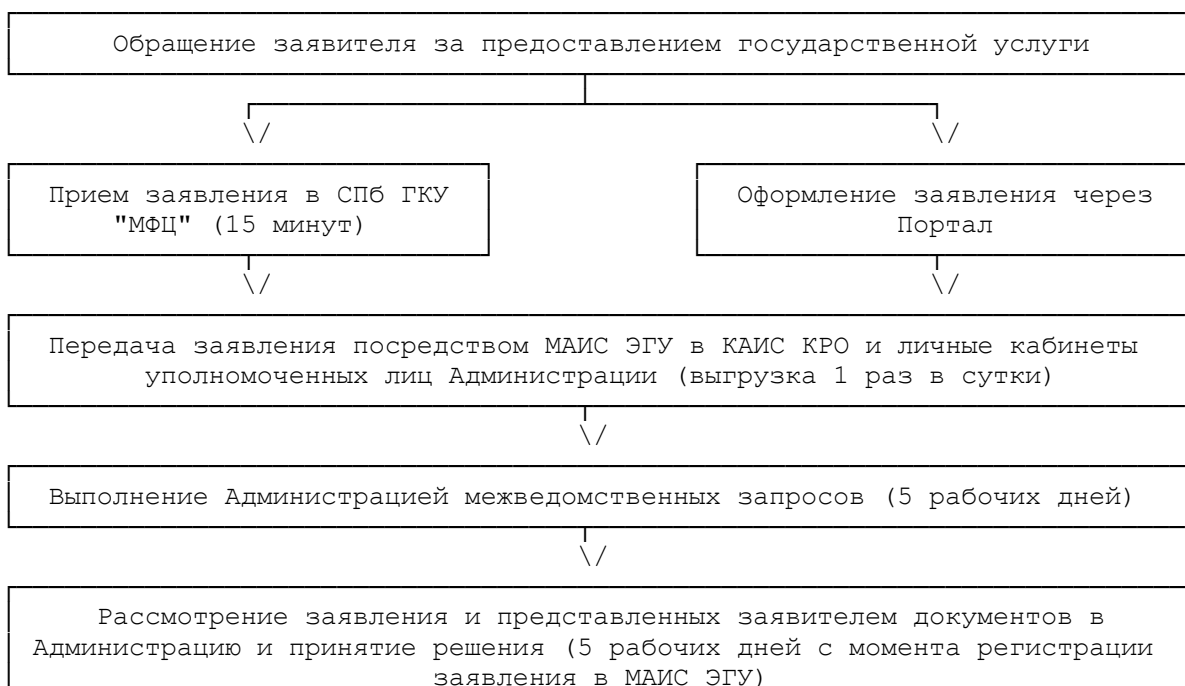 Обращение заявителя за предоставлением государственной услуги
Прием заявления в СПб ГКУ
"МФЦ" (15 минут)
Оформление заявления через
Портал
Передача заявления посредством МАИС ЭГУ в КАИС КРО и личные кабинеты
уполномоченных лиц Администрации (выгрузка 1 раз в сутки)
Выполнение Администрацией межведомственных запросов (5 рабочих дней)
Рассмотрение заявления и представленных заявителем документов в
Администрацию и принятие решения (5 рабочих дней с момента регистрации
заявления в МАИС ЭГУ)